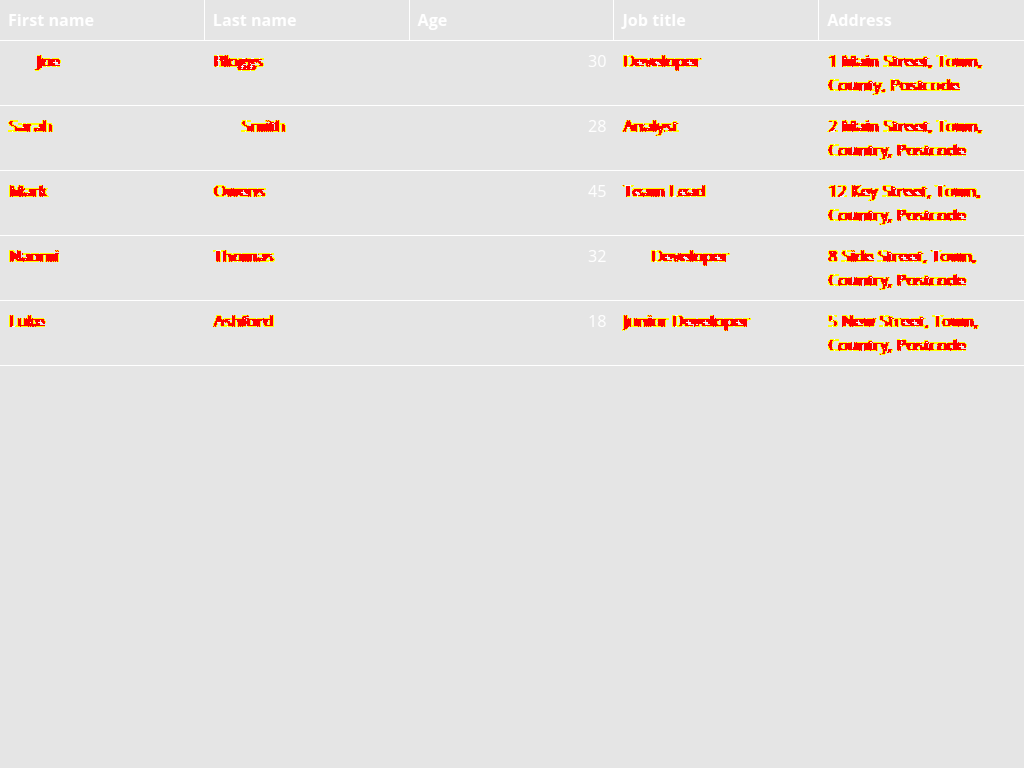 First name Last name Age Job title Address
Joe Bloggs 30 Developer 1 Main Street, Town,
County, Postcode
Sarah Smith 28 Analyst 2 Main Street, Town,
Country, Postcode
Mark Owens 45 Team Lead 12 Key Street, Town,
Country, Postcode
Naomi Thomas 32 Developer 8 Side Street, Town,
Country, Postcode
Luke Ashford 18 Junior Developer 5 New Street, Town,
Country, Postcode